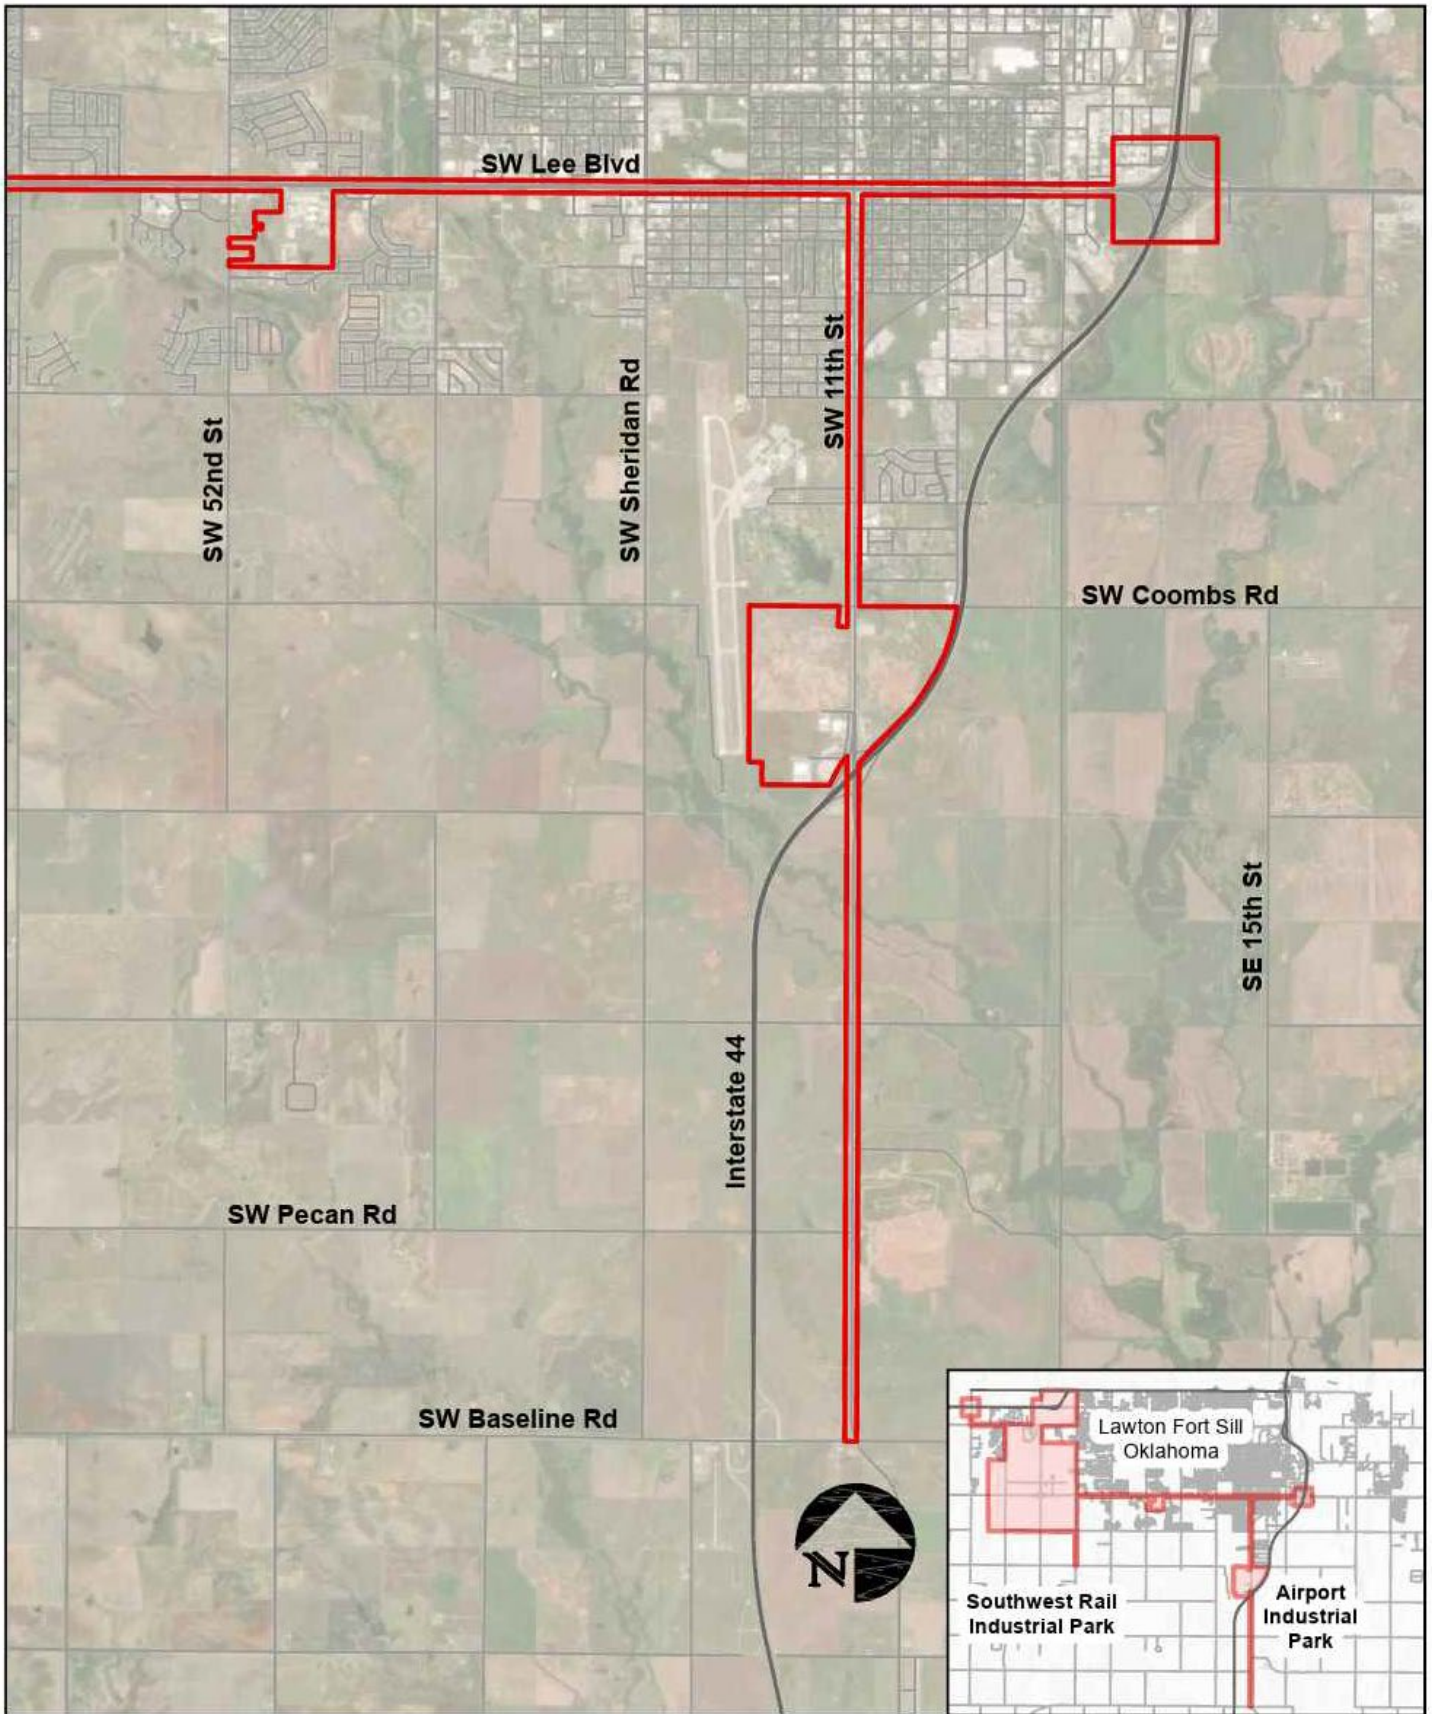 SW Lee Blvd
SW 11th St
SW Sheridan Rd
SW 52nd St
SW Coombs Rd
SE 15th St
Interstate 44
SW Pecan Rd
SW Baseline Rd
N
Lawton Fort Sill
Oklahoma
Southwest Rail
Industrial Park
Airport
Industrial
Park